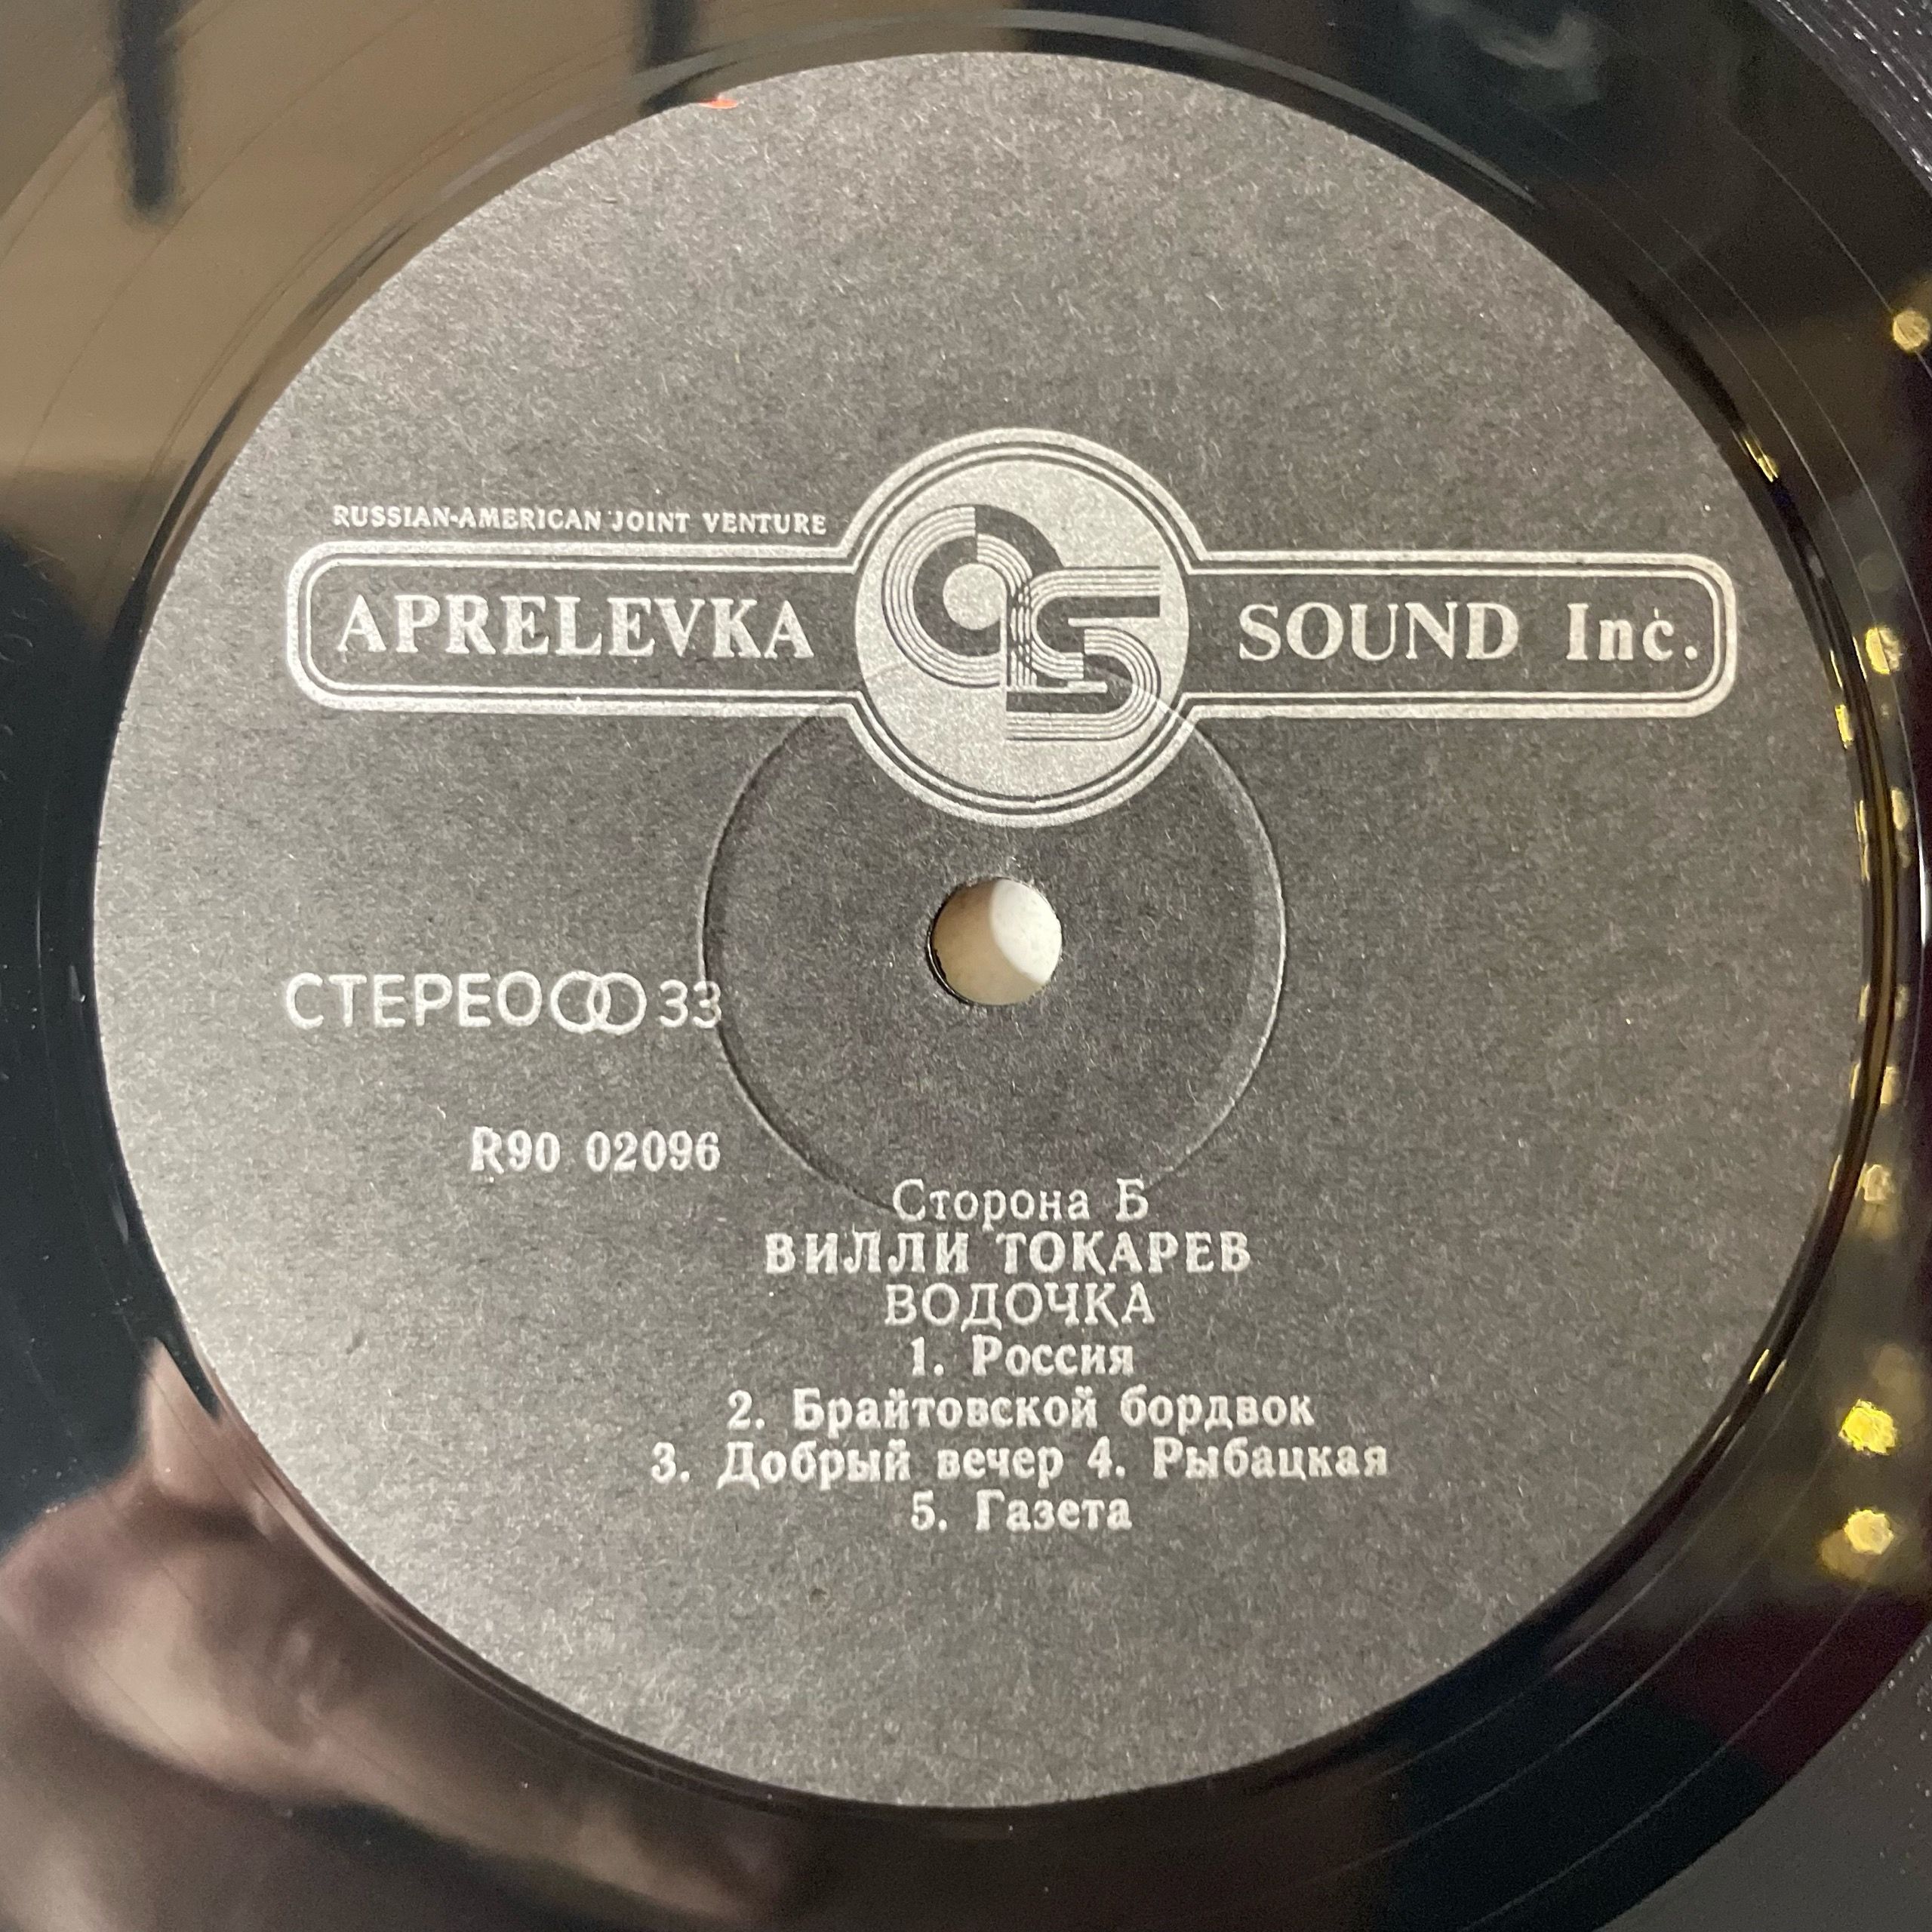 RUSSIAN-AMERICAN JOINT VENTURE
APRELEVKA SOUND Inc.
СТЕРЕО 33
R90 02096
Сторона Б
ВИЛЛИ ТОКАРЕВ
ВОДОЧКА
1. Россия
2. Брайтовской бордвок
3. Добрый вечер 4. Рыбацкая
5. Газета